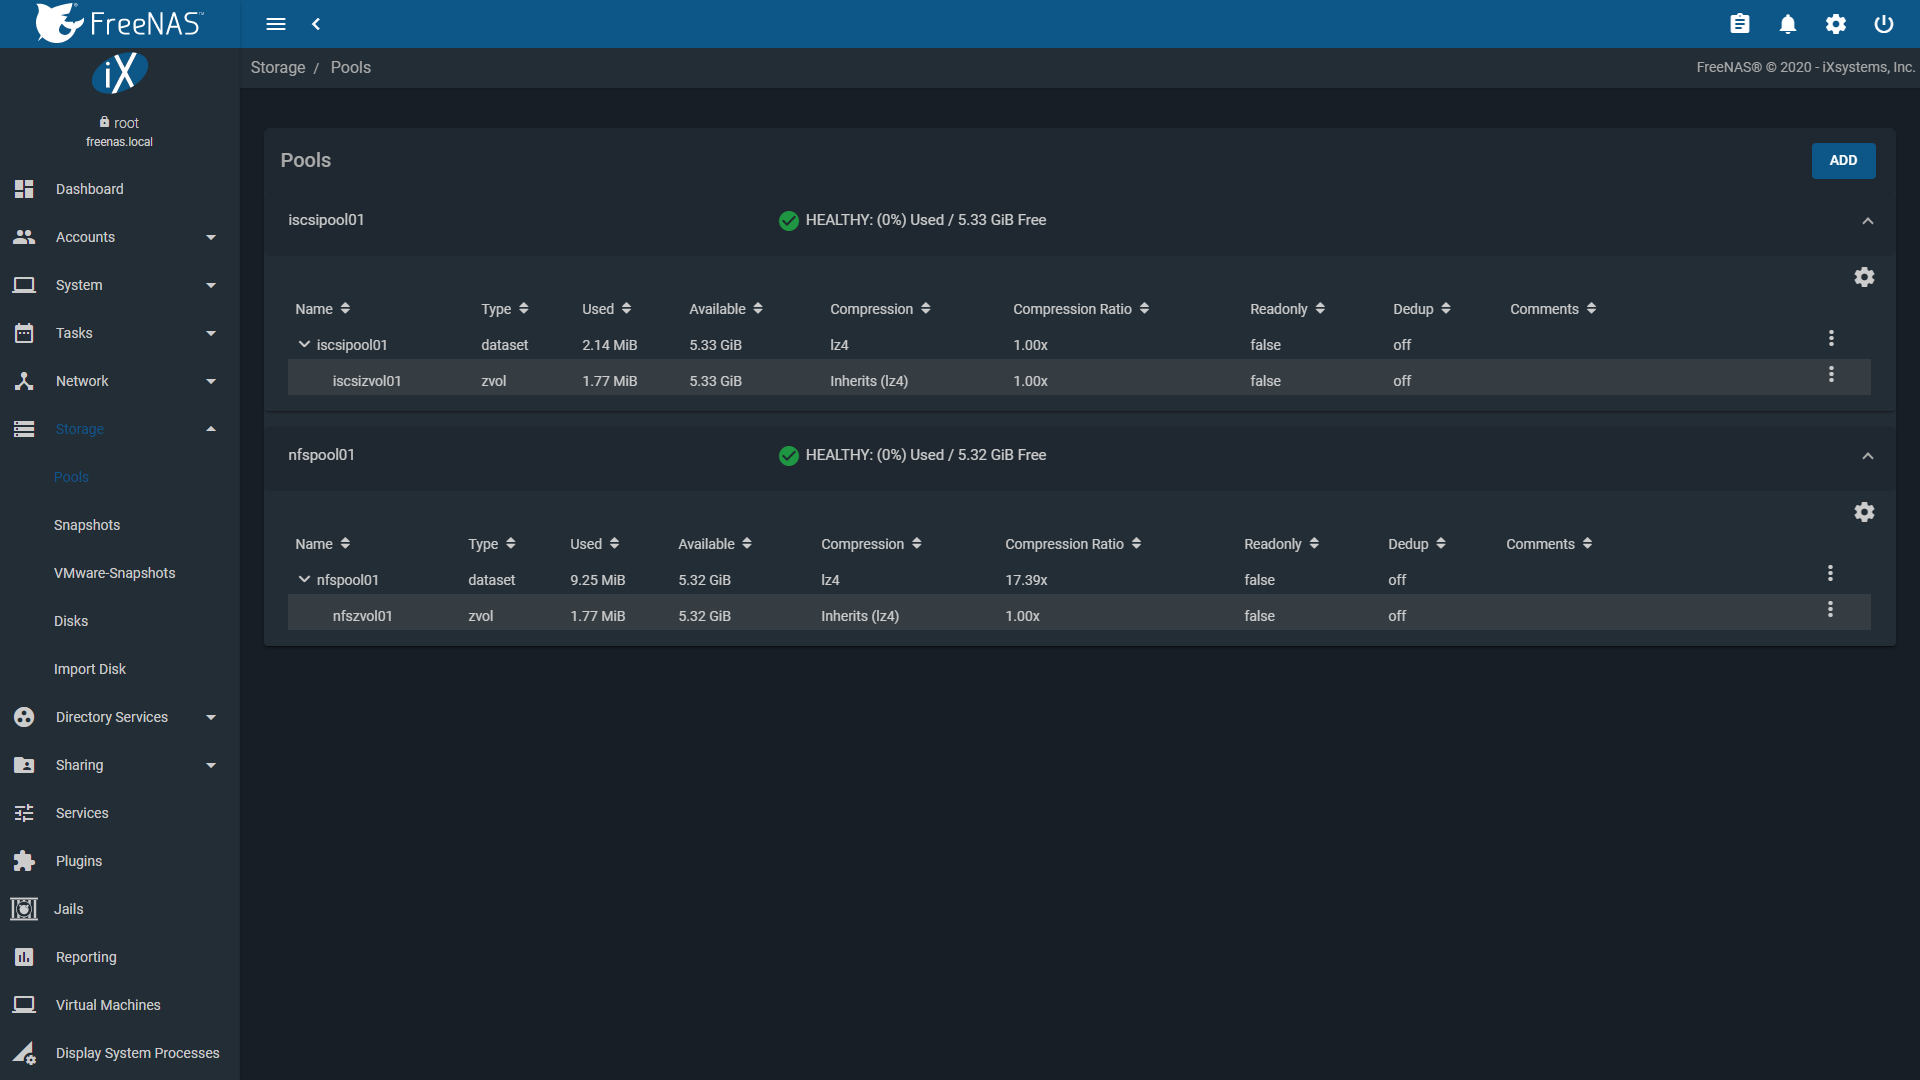 FreeNAS™
iX
root
freenas.local
Dashboard
Accounts
System
Tasks
Network
Storage
Pools
Snapshots
VMware-Snapshots
Disks
Import Disk
Directory Services
Sharing
Services
Plugins
Jails
Reporting
Virtual Machines
Display System Processes
Storage / Pools
FreeNAS® © 2020 - iXsystems, Inc.
Pools
ADD
iscsipool01 HEALTHY: (0%) Used / 5.33 GiB Free
Name Type Used Available Compression Compression Ratio Readonly Dedup Comments
iscsipool01 dataset 2.14 MiB 5.33 GiB lz4 1.00x false off
iscsizvol01 zvol 1.77 MiB 5.33 GiB Inherits (lz4) 1.00x false off
nfspool01 HEALTHY: (0%) Used / 5.32 GiB Free
Name Type Used Available Compression Compression Ratio Readonly Dedup Comments
nfspool01 dataset 9.25 MiB 5.32 GiB lz4 17.39x false off
nfszvol01 zvol 1.77 MiB 5.32 GiB Inherits (lz4) 1.00x false off